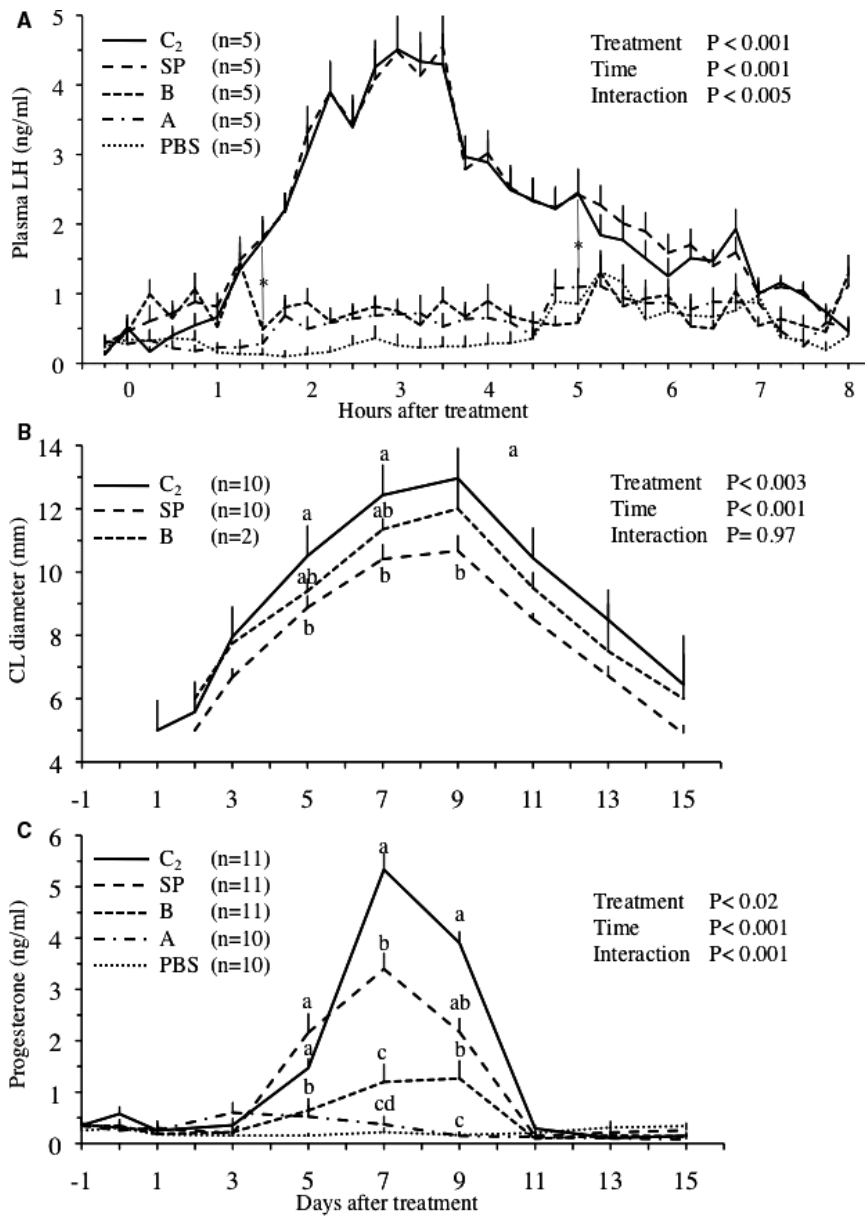 A
Plasma LH (ng/ml)
5
4
3
2
1
0
C2 (n=5)
SP (n=5)
B (n=5)
A (n=5)
PBS (n=5)
Treatment P < 0.001
Time P < 0.001
Interaction P < 0.005
*
*
0 1 2 3 4 5 6 7 8
Hours after treatment
B
CL diameter (mm)
14
12
10
8
6
4
C2 (n=10)
SP (n=10)
B (n=2)
Treatment P< 0.003
Time P< 0.001
Interaction P= 0.97
a
a
a
ab
ab
b
b
b
-1 1 3 5 7 9 11 13 15
C
Progesterone (ng/ml)
6
5
4
3
2
1
0
C2 (n=11)
SP (n=11)
B (n=11)
A (n=10)
PBS (n=10)
Treatment P< 0.02
Time P< 0.001
Interaction P< 0.001
a
a
b
a
ab
a
c
b
b
cd
c
-1 1 3 5 7 9 11 13 15
Days after treatment